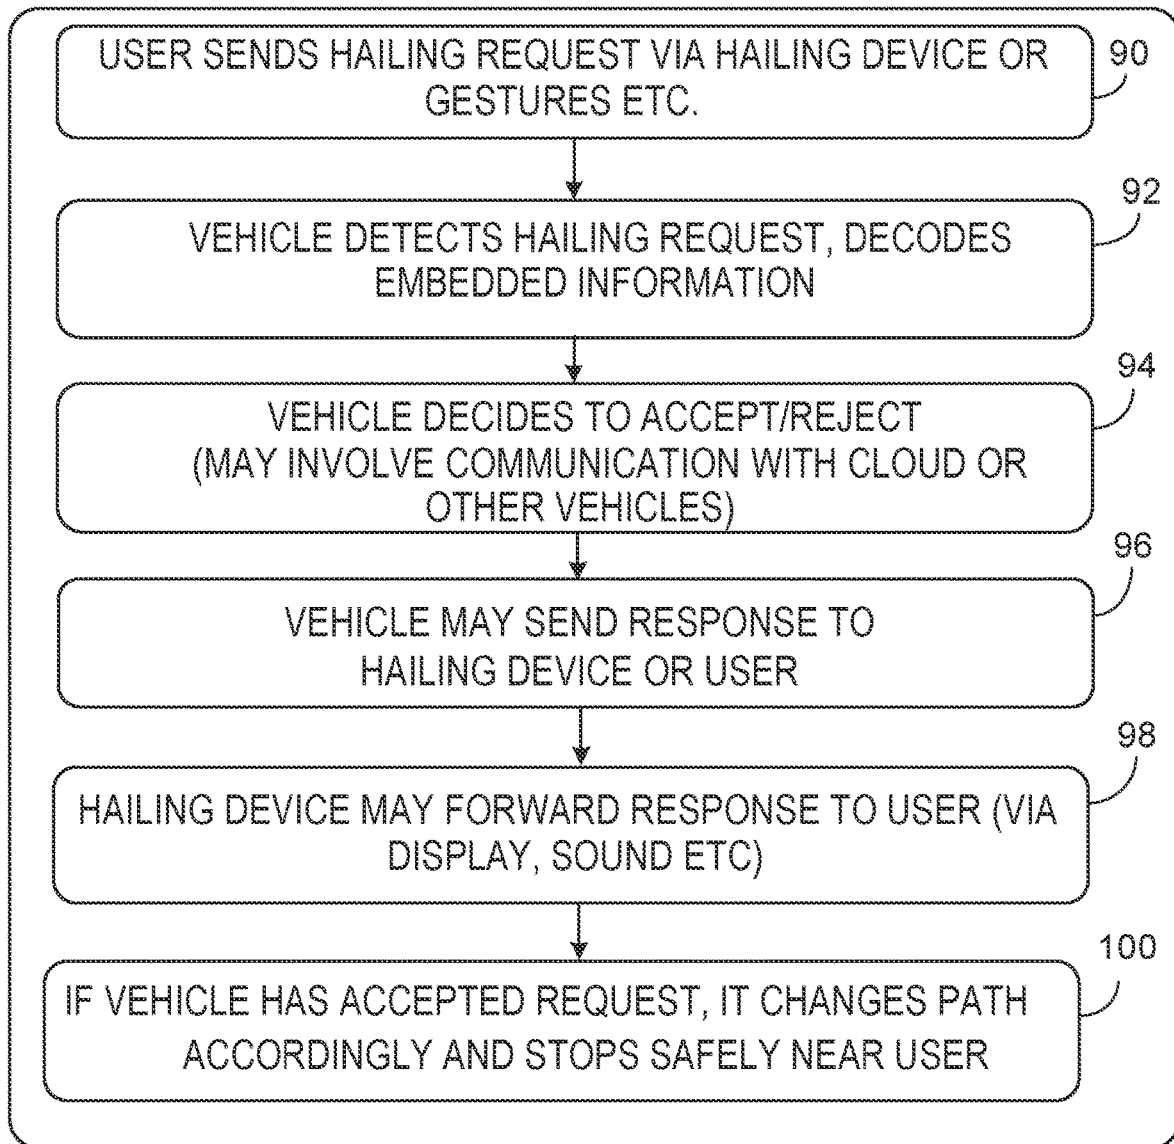 USER SENDS HAILING REQUEST VIA HAILING DEVICE OR
GESTURES ETC.
90
VEHICLE DETECTS HAILING REQUEST, DECODES
EMBEDDED INFORMATION
92
VEHICLE DECIDES TO ACCEPT/REJECT
(MAY INVOLVE COMMUNICATION WITH CLOUD OR
OTHER VEHICLES)
94
VEHICLE MAY SEND RESPONSE TO
HAILING DEVICE OR USER
96
HAILING DEVICE MAY FORWARD RESPONSE TO USER (VIA
DISPLAY, SOUND ETC)
98
IF VEHICLE HAS ACCEPTED REQUEST, IT CHANGES PATH
ACCORDINGLY AND STOPS SAFELY NEAR USER
100